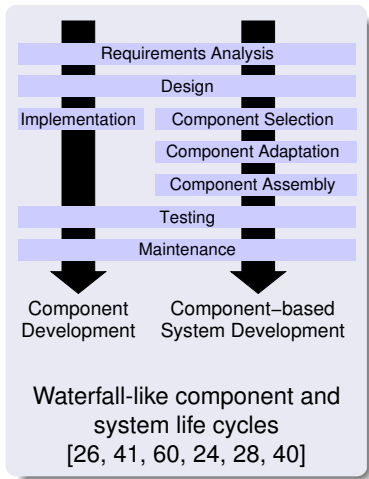 Requirements Analysis
Design
Implementation Component Selection
Component Adaptation
Component Assembly
Testing
Maintenance
Component Component−based
Development System Development
Waterfall-like component and
system life cycles
[26, 41, 60, 24, 28, 40]